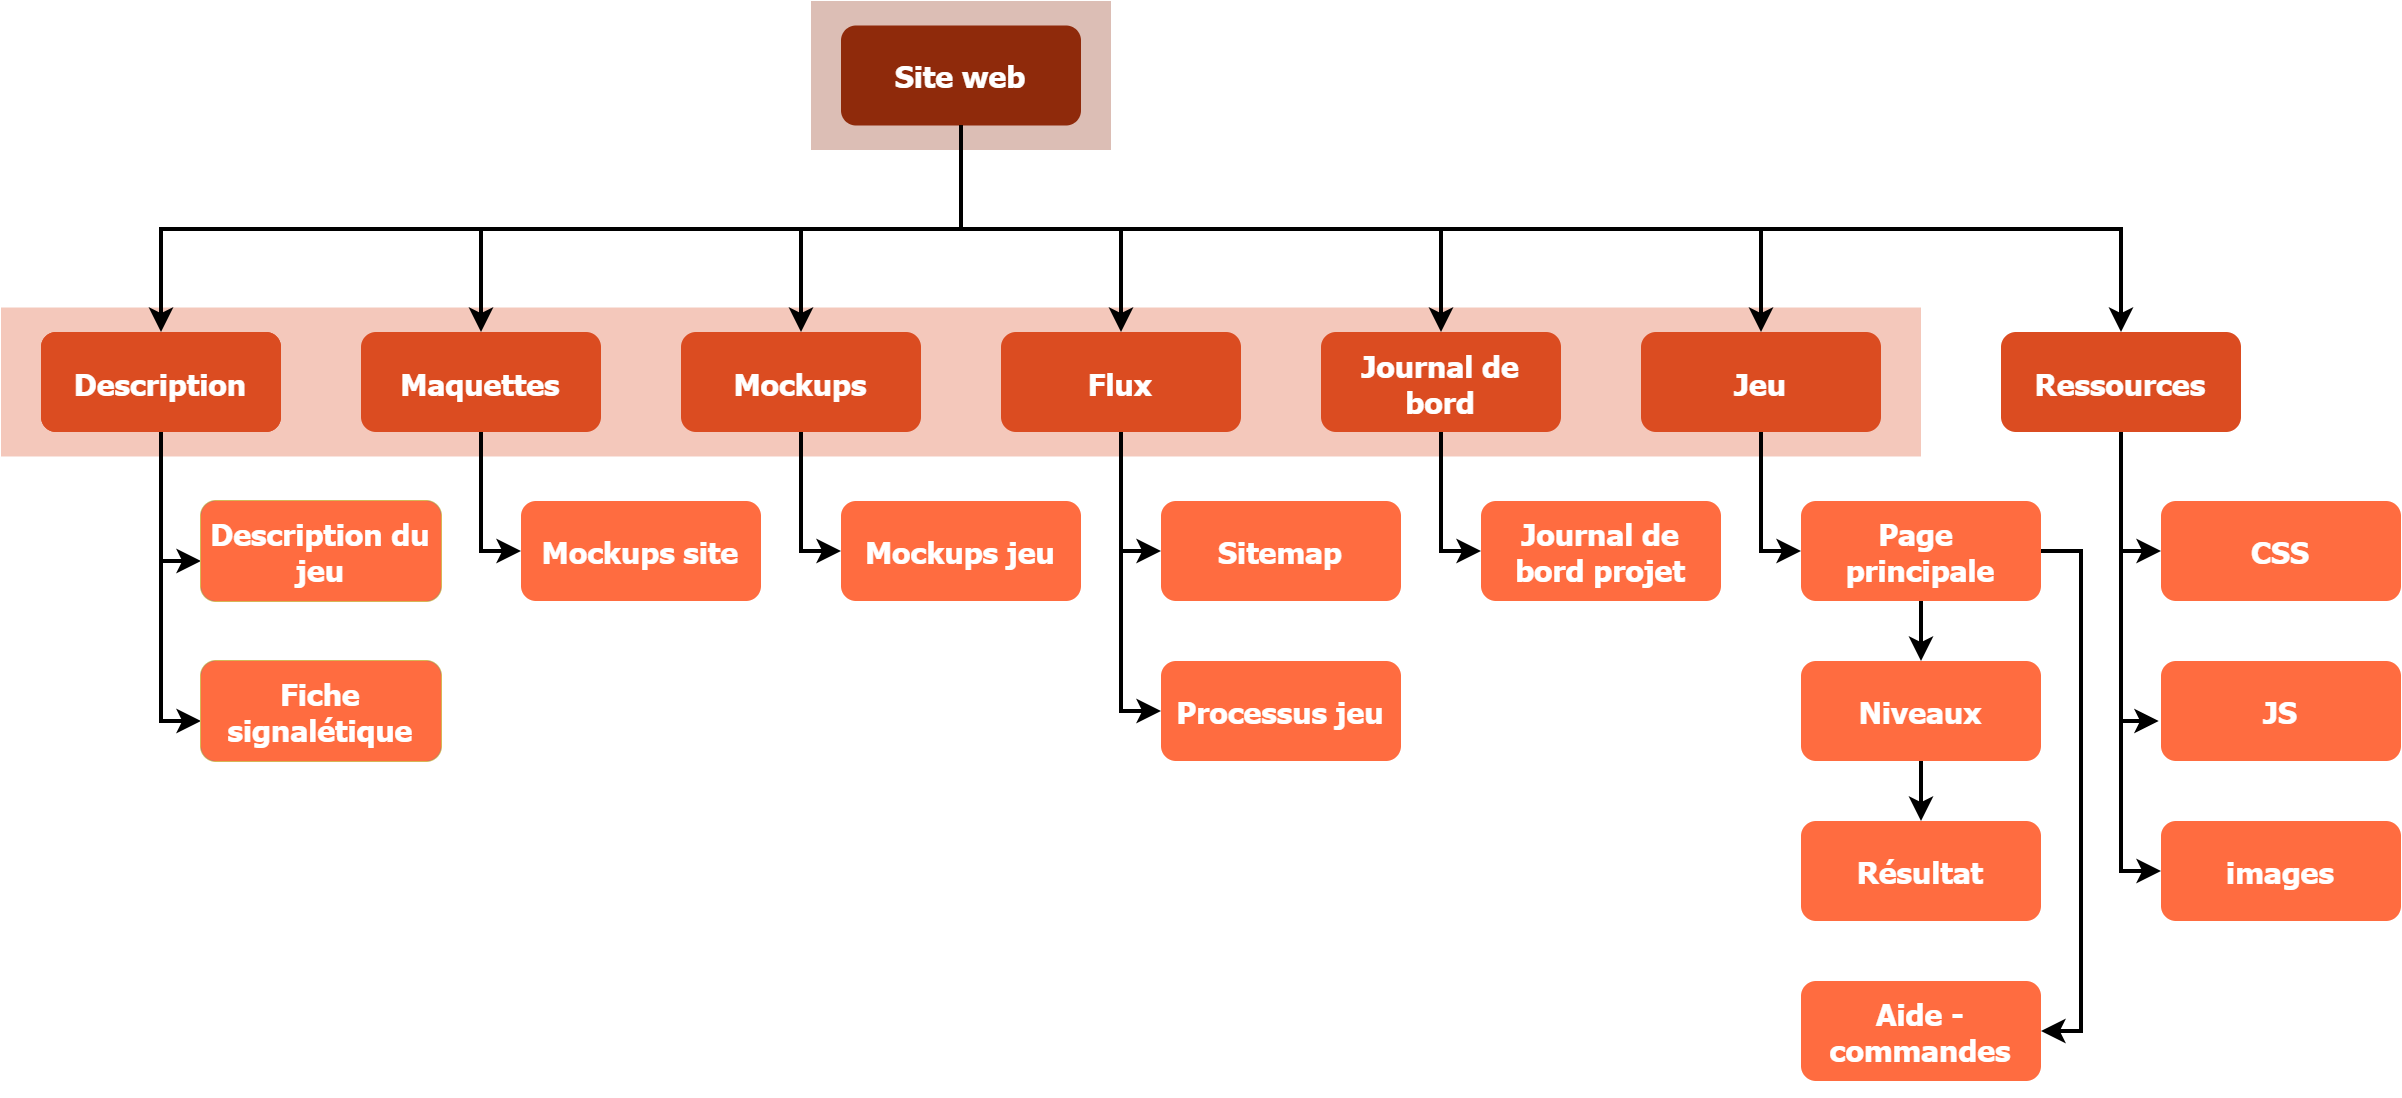 Site web
Description
Maquettes
Mockups
Flux
Journal de
bord
Jeu
Ressources
Description du
jeu
Mockups site
Mockups jeu
Sitemap
Journal de
bord projet
Page
principale
CSS
Fiche
signalétique
Processus jeu
Niveaux
JS
Résultat
images
Aide -
commandes